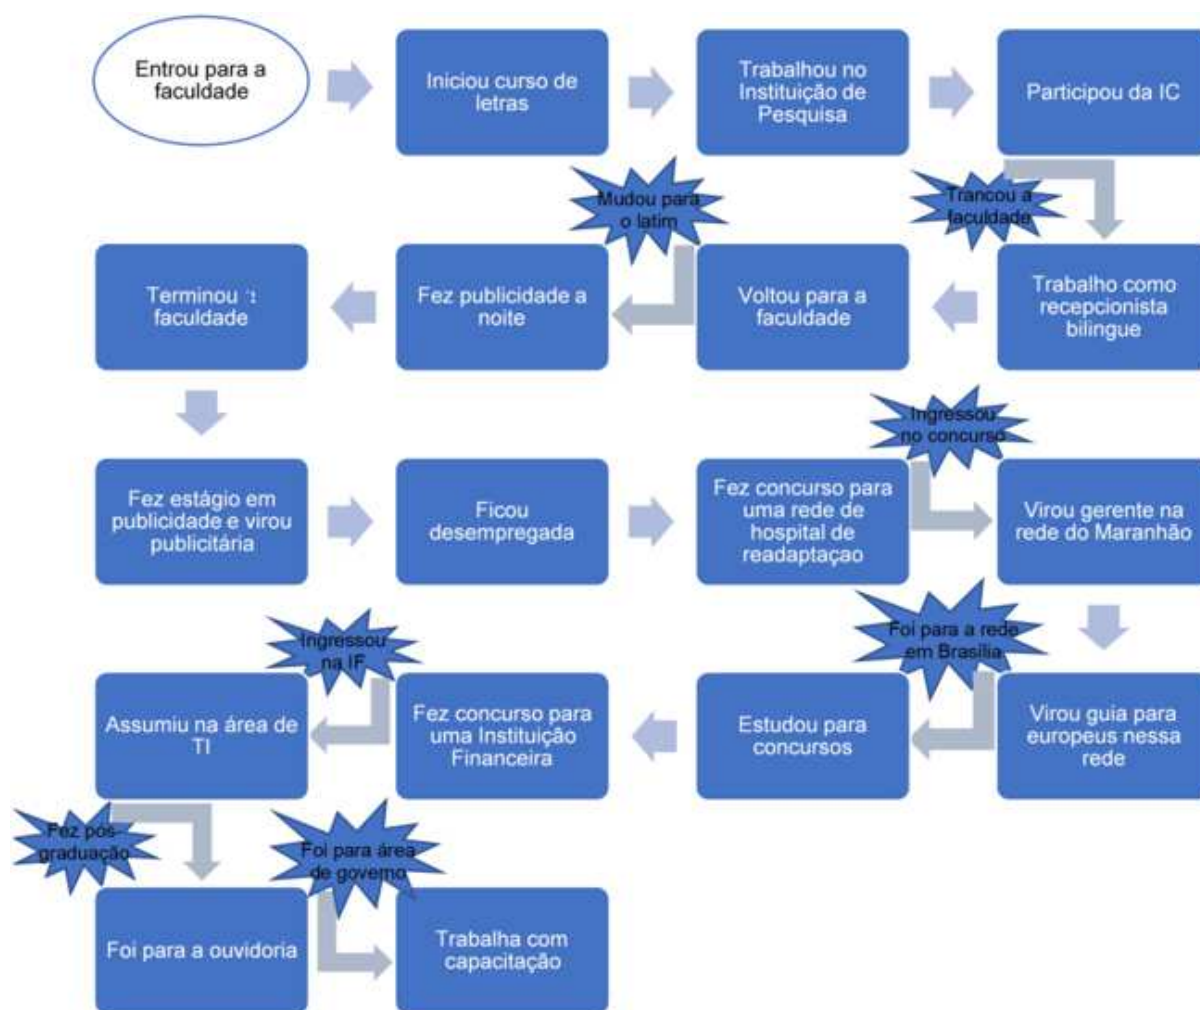 Entrou para a
faculdade
Iniciou curso de
letras
Trabalhou no
Instituição de
Pesquisa
Participou da IC
Trancou a
faculdade
Trabalho como
recepcionista
bilingue
Voltou para a
faculdade
Mudou para
o latim
Fez publicidade a
noite
Terminou
faculdade
Fez estágio em
publicidade e virou
publicitária
Ficou
desempregada
Fez concurso para
uma rede de
hospital de
readaptaçao
Ingressou
no concurso
Virou gerente na
rede do Maranhão
Virou guia para
europeus nessa
rede
Foi para a rede
em Brasília
Estudou para
concursos
Fez concurso para
uma Instituição
Financeira
Ingressou
na IF
Assumiu na área de
TI
Fez pós-
graduação
Foi para a ouvidoria
Foi para área
de governo
Trabalha com
capacitação